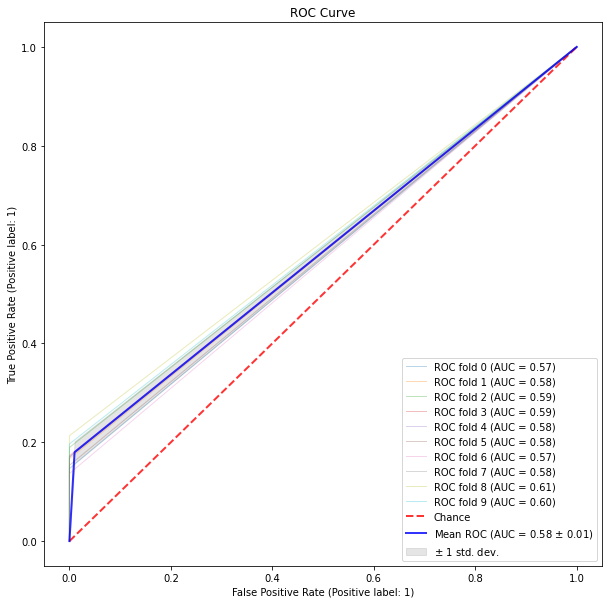 ROC Curve
True Positive Rate (Positive label: 1)
1.0
0.8
0.6
0.4
0.2
0.0
0.0 0.2 0.4 0.6 0.8 1.0
False Positive Rate (Positive label: 1)
ROC fold 0 (AUC = 0.57)
ROC fold 1 (AUC = 0.58)
ROC fold 2 (AUC = 0.59)
ROC fold 3 (AUC = 0.59)
ROC fold 4 (AUC = 0.58)
ROC fold 5 (AUC = 0.58)
ROC fold 6 (AUC = 0.57)
ROC fold 7 (AUC = 0.58)
ROC fold 8 (AUC = 0.61)
ROC fold 9 (AUC = 0.60)
Chance
Mean ROC (AUC = 0.58 ± 0.01)
± 1 std. dev.